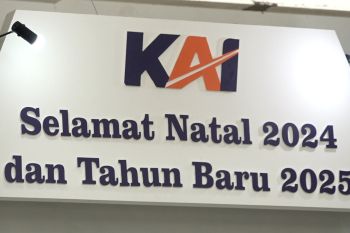 KAI
Selamat Natal 2024
dan Tahun Baru 2025